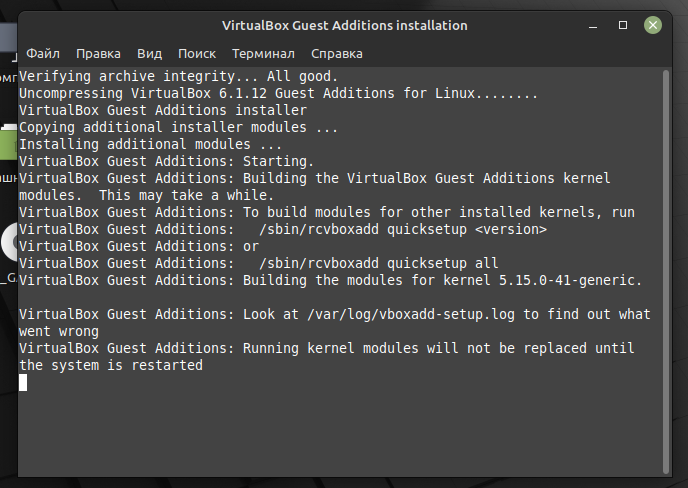 VirtualBox Guest Additions installation
Файл Правка Вид Поиск Терминал Справка
Verifying archive integrity... All good.
Uncompressing VirtualBox 6.1.12 Guest Additions for Linux........
VirtualBox Guest Additions installer
Copying additional installer modules ...
Installing additional modules ...
VirtualBox Guest Additions: Starting.
VirtualBox Guest Additions: Building the VirtualBox Guest Additions kernel
modules.  This may take a while.
VirtualBox Guest Additions: To build modules for other installed kernels, run
VirtualBox Guest Additions:   /sbin/rcvboxadd quicksetup <version>
VirtualBox Guest Additions: or
VirtualBox Guest Additions:   /sbin/rcvboxadd quicksetup all
VirtualBox Guest Additions: Building the modules for kernel 5.15.0-41-generic.
VirtualBox Guest Additions: Look at /var/log/vboxadd-setup.log to find out what
went wrong
VirtualBox Guest Additions: Running kernel modules will not be replaced until
the system is restarted